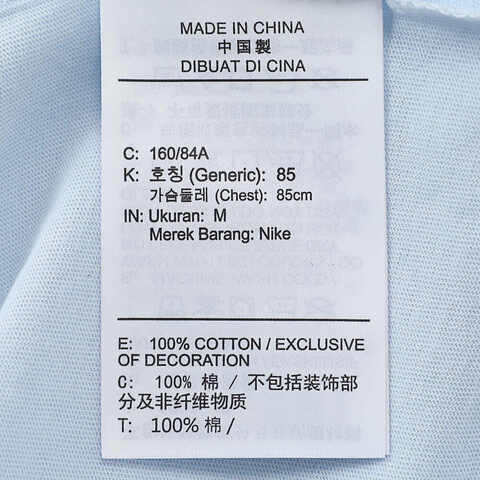 MADE IN CHINA
中国製
DIBUAT DI CINA
C: 160/84A
K: 호칭 (Generic): 85
가슴둘레 (Chest): 85cm
IN: Ukuran: M
Merek Barang: Nike
E: 100% COTTON / EXCLUSIVE
OF DECORATION
C: 100% 棉 / 不包括装饰部
分及非纤维物质
T: 100% 棉 /